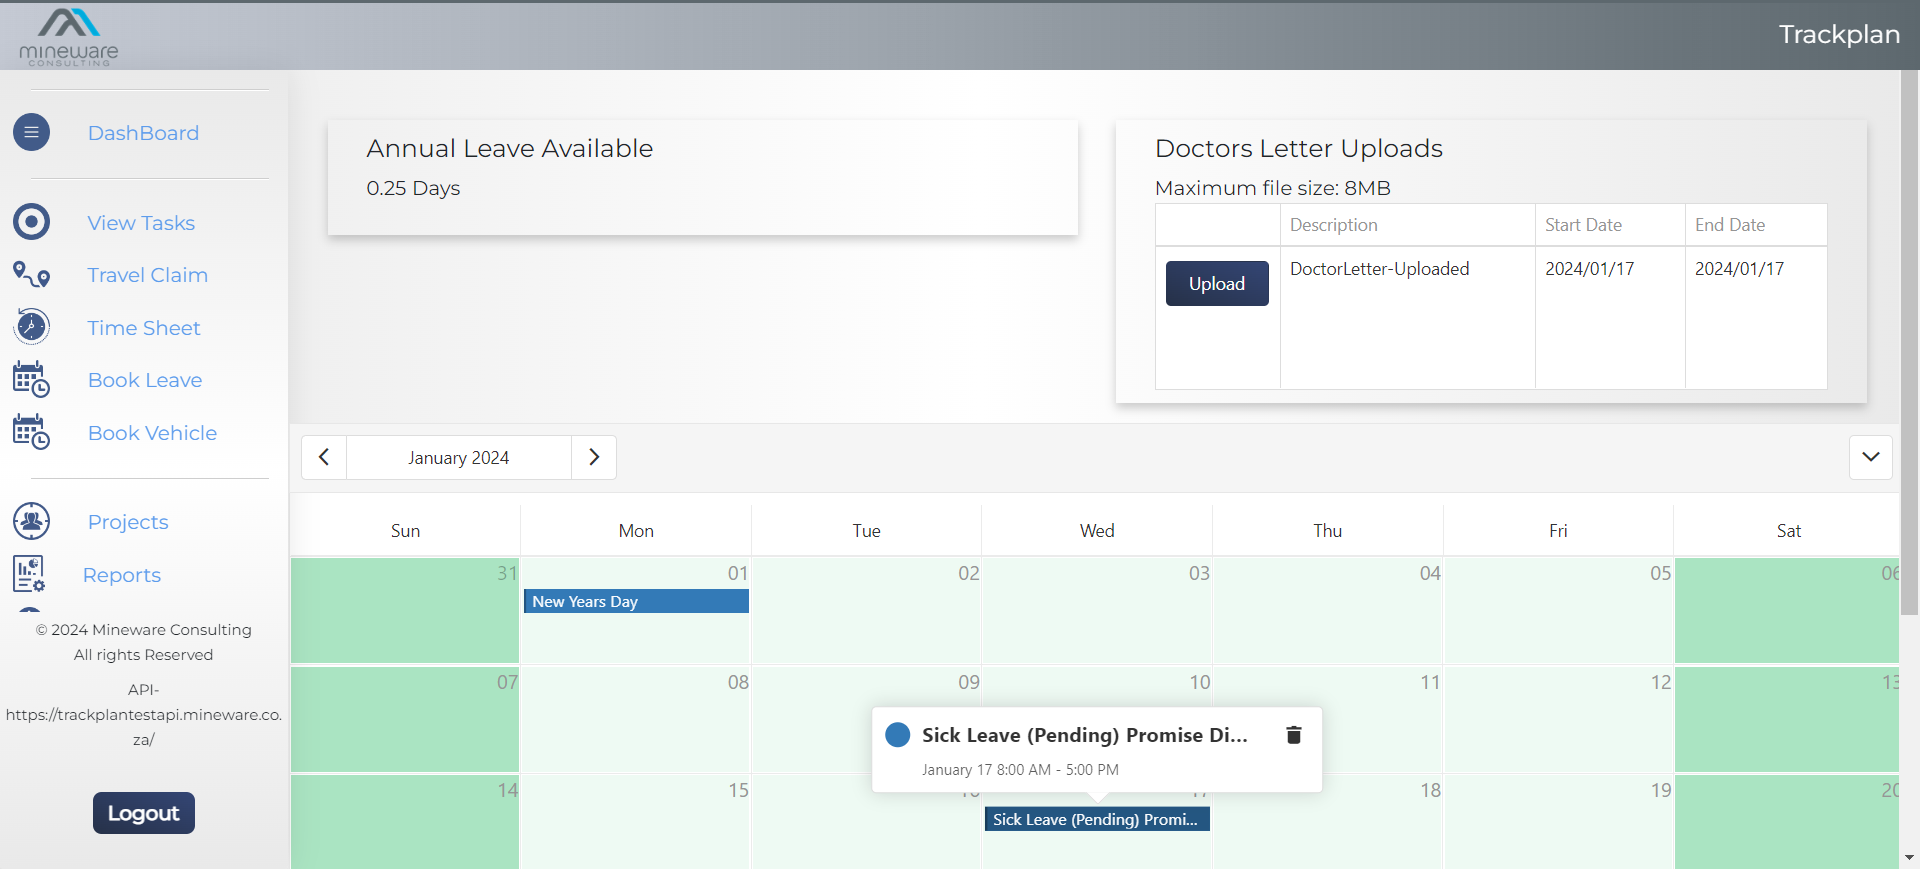 mineware
CONSULTING
Trackplan
DashBoard
View Tasks
Travel Claim
Time Sheet
Book Leave
Book Vehicle
Projects
Reports
© 2024 Mineware Consulting
All rights Reserved
API-
https://trackplantestapi.mineware.co.
za/
Logout
Annual Leave Available
0.25 Days
Doctors Letter Uploads
Maximum file size: 8MB
Description Start Date End Date
Upload DoctorLetter-Uploaded 2024/01/17 2024/01/17
January 2024
Sun Mon Tue Wed Thu Fri Sat
31 01 02 03 04 05 06
New Years Day
07 08 09 10 11 12 13
Sick Leave (Pending) Promise Di...
January 17 8:00 AM - 5:00 PM
14 15 16 17 18 19 20
Sick Leave (Pending) Promi...